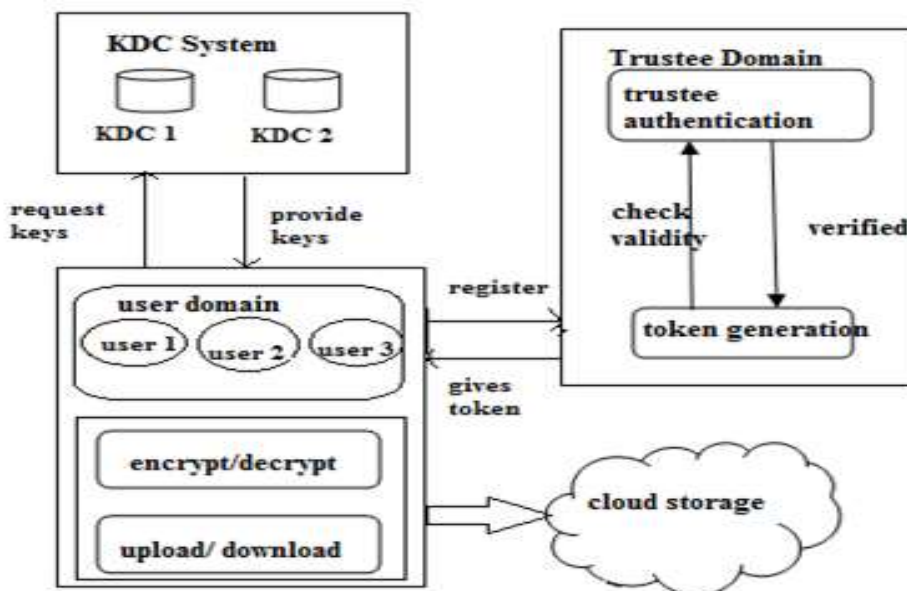 KDC System
KDC 1
KDC 2
request
keys
provide
keys
Trustee Domain
trustee
authentication
check
validity
verified
token generation
register
gives
token
user domain
user 1
user 2
user 3
encrypt/decrypt
upload/ download
cloud storage